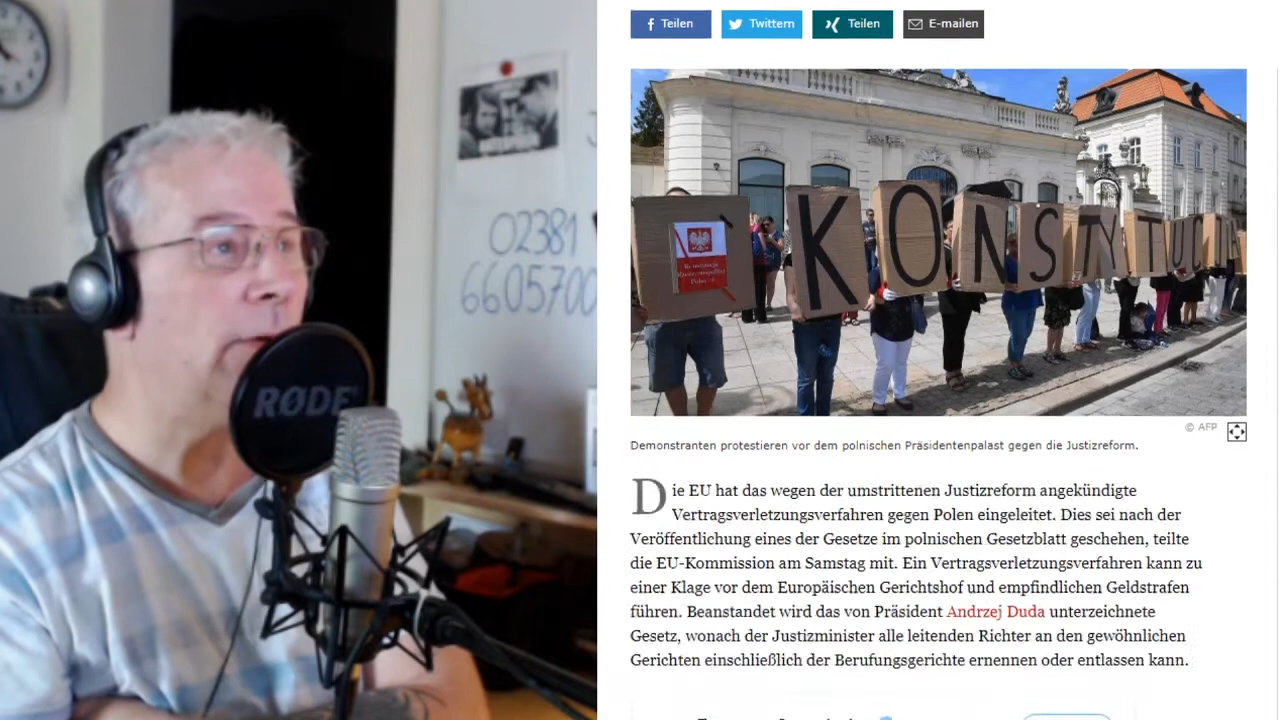 Teilen
Twittern
Teilen
E-mailen
02381
6605700
RØDE
KONSTYTUC
© AFP
Demonstranten protestieren vor dem polnischen Präsidentenpalast gegen die Justizreform.
Die EU hat das wegen der umstrittenen Justizreform angekündigte
Vertragsverletzungsverfahren gegen Polen eingeleitet. Dies sei nach der
Veröffentlichung eines der Gesetze im polnischen Gesetzblatt geschehen, teilte
die EU-Kommission am Samstag mit. Ein Vertragsverletzungsverfahren kann zu
einer Klage vor dem Europäischen Gerichtshof und empfindlichen Geldstrafen
führen. Beanstandet wird das von Präsident Andrzej Duda unterzeichnete
Gesetz, wonach der Justizminister alle leitenden Richter an den gewöhnlichen
Gerichten einschließlich der Berufungsgerichte ernennen oder entlassen kann.